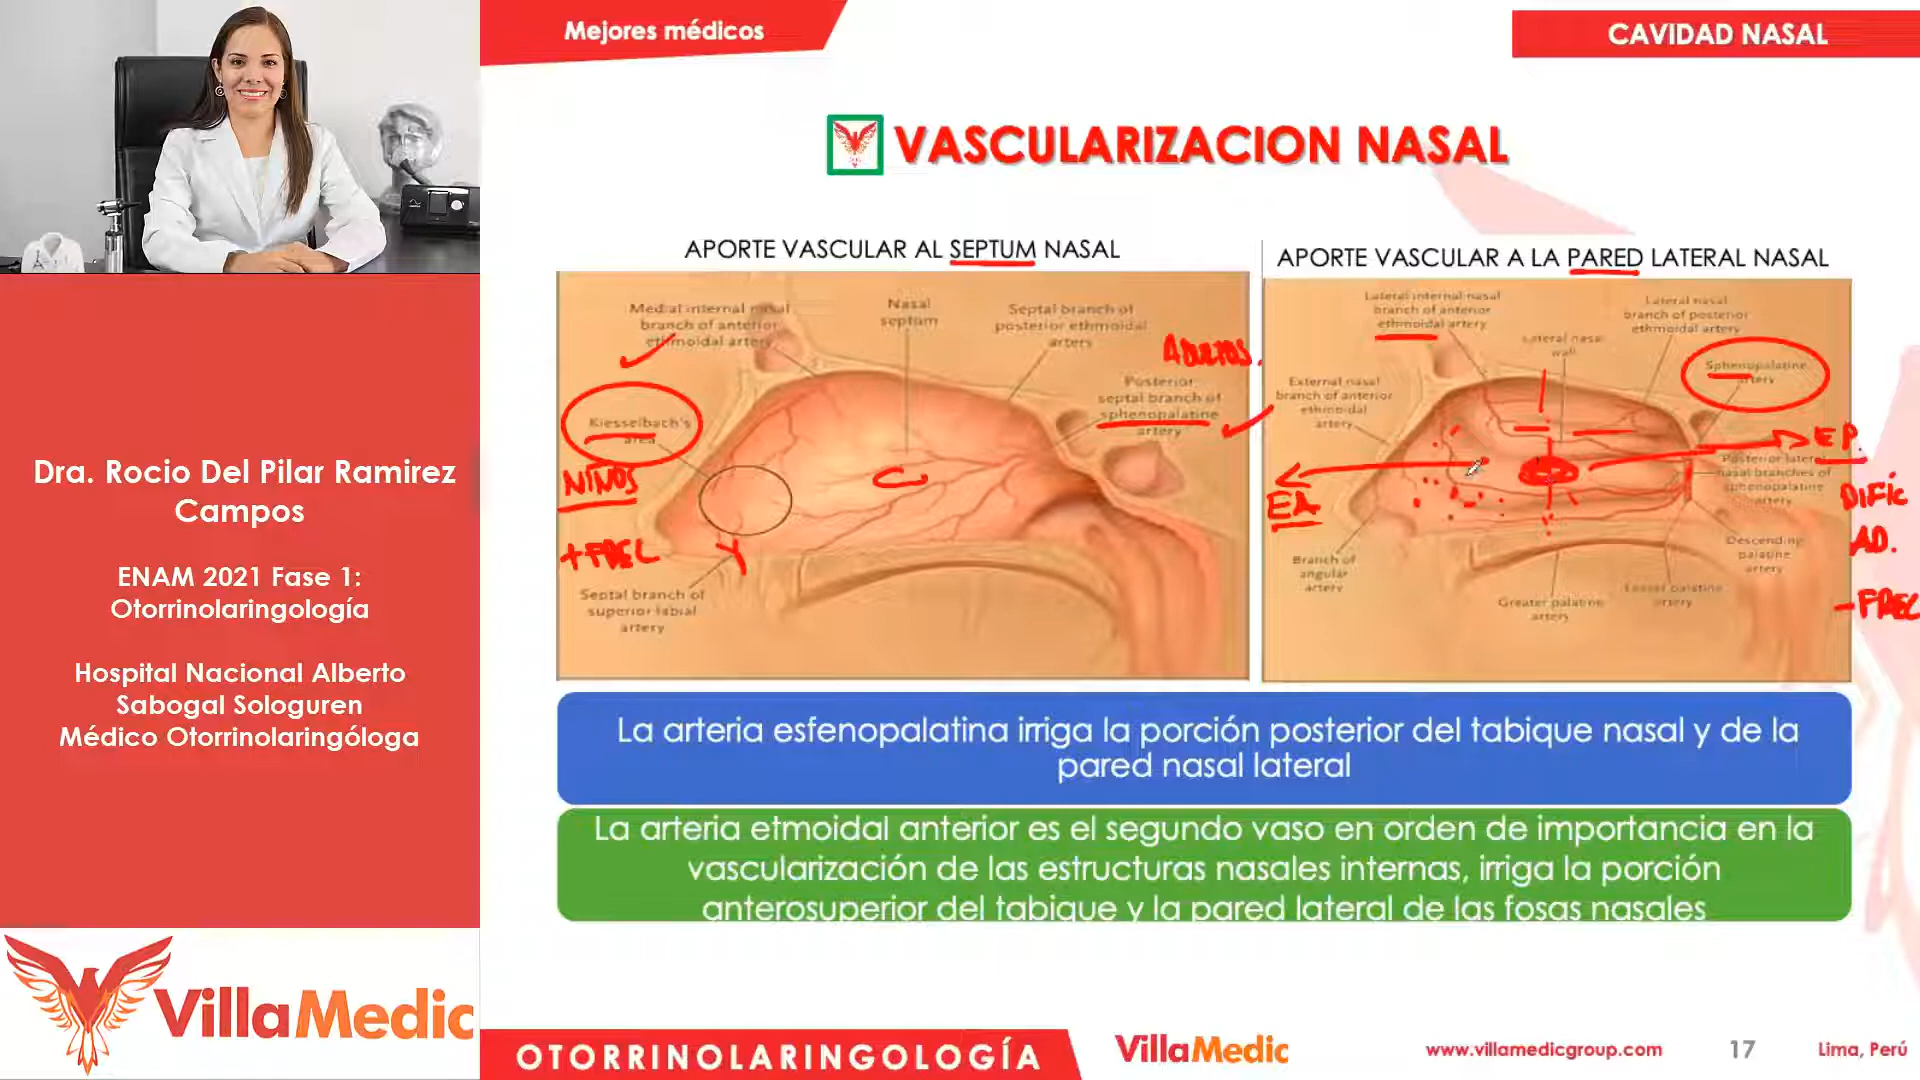 Mejores médicos
CAVIDAD NASAL
VASCULARIZACION NASAL
APORTE VASCULAR AL SEPTUM NASAL
Medial internal nasal
branch of anterior
ethmoidal artery
Nasal
septum
Septal branch of
posterior ethmoidal
artery
ADULTOS.
Kiesselbach's
area
Posterior
septal branch of
sphenopalatine
artery
NIÑOS
+ FREC
Septal branch of
superior labial
artery
APORTE VASCULAR A LA PARED LATERAL NASAL
Lateral internal nasal
branch of anterior
ethmoidal artery
Lateral nasal
branch of posterior
ethmoidal artery
Lateral nasal
wall
Sphenopalatine
artery
External nasal
branch of anterior
ethmoidal
artery
EP
Posterior lateral
nasal branches of
sphenopalatine
artery
EA
DIFIC
AD.
- FREC
Branch of
angular
artery
Descending
palatine
artery
Greater palatine
artery
Lesser palatine
artery
La arteria esfenopalatina irriga la porción posterior del tabique nasal y de la
pared nasal lateral
La arteria etmoidal anterior es el segundo vaso en orden de importancia en la
vascularización de las estructuras nasales internas, irriga la porción
anterosuperior del tabique y la pared lateral de las fosas nasales
Dra. Rocio Del Pilar Ramirez
Campos
ENAM 2021 Fase 1:
Otorrinolaringología
Hospital Nacional Alberto
Sabogal Sologuren
Médico Otorrinolaringóloga
VillaMedic
OTORRINOLARINGOLOGÍA
VillaMedic
www.villamedicgroup.com
17
Lima, Perú